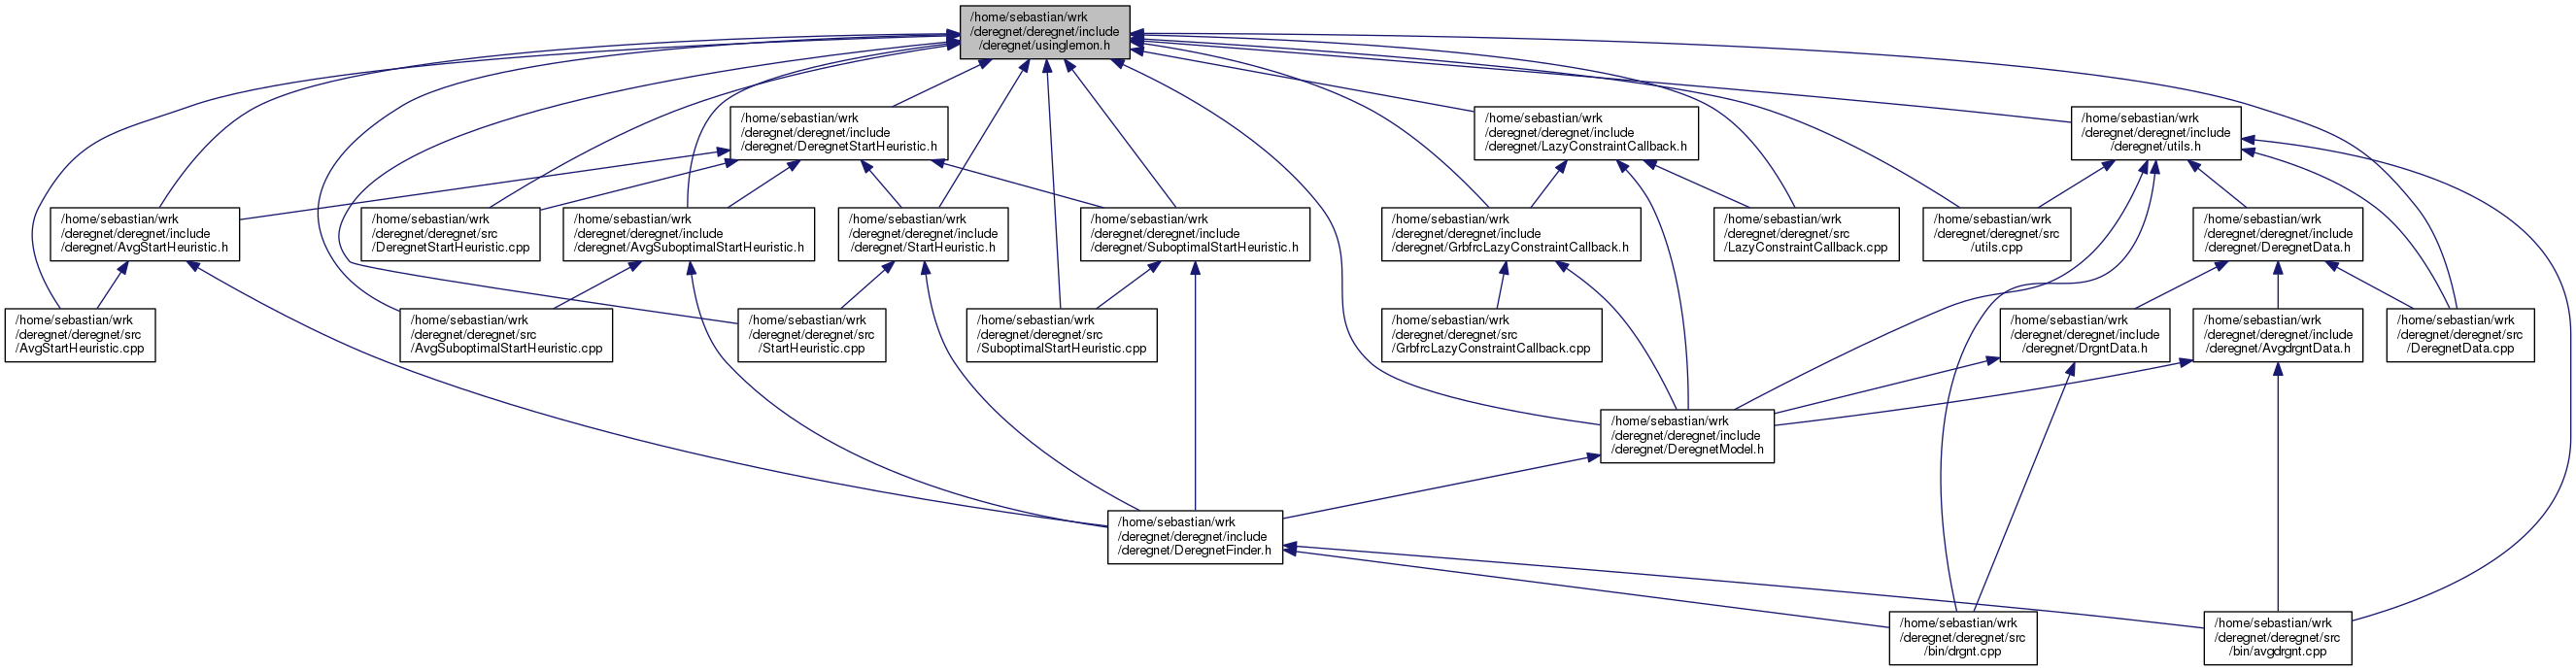 /home/sebastian/wrk
/deregnet/deregnet/include
/deregnet/usinglemon.h
/home/sebastian/wrk
/deregnet/deregnet/include
/deregnet/DeregnetStartHeuristic.h
/home/sebastian/wrk
/deregnet/deregnet/include
/deregnet/LazyConstraintCallback.h
/home/sebastian/wrk
/deregnet/deregnet/include
/deregnet/utils.h
/home/sebastian/wrk
/deregnet/deregnet/include
/deregnet/AvgStartHeuristic.h
/home/sebastian/wrk
/deregnet/deregnet/src
/DeregnetStartHeuristic.cpp
/home/sebastian/wrk
/deregnet/deregnet/include
/deregnet/AvgSuboptimalStartHeuristic.h
/home/sebastian/wrk
/deregnet/deregnet/include
/deregnet/StartHeuristic.h
/home/sebastian/wrk
/deregnet/deregnet/include
/deregnet/SuboptimalStartHeuristic.h
/home/sebastian/wrk
/deregnet/deregnet/include
/deregnet/GrbfrcLazyConstraintCallback.h
/home/sebastian/wrk
/deregnet/deregnet/src
/LazyConstraintCallback.cpp
/home/sebastian/wrk
/deregnet/deregnet/src
/utils.cpp
/home/sebastian/wrk
/deregnet/deregnet/include
/deregnet/DeregnetData.h
/home/sebastian/wrk
/deregnet/deregnet/src
/AvgStartHeuristic.cpp
/home/sebastian/wrk
/deregnet/deregnet/src
/AvgSuboptimalStartHeuristic.cpp
/home/sebastian/wrk
/deregnet/deregnet/src
/StartHeuristic.cpp
/home/sebastian/wrk
/deregnet/deregnet/src
/SuboptimalStartHeuristic.cpp
/home/sebastian/wrk
/deregnet/deregnet/src
/GrbfrcLazyConstraintCallback.cpp
/home/sebastian/wrk
/deregnet/deregnet/include
/deregnet/DrgntData.h
/home/sebastian/wrk
/deregnet/deregnet/include
/deregnet/AvgdrgntData.h
/home/sebastian/wrk
/deregnet/deregnet/src
/DeregnetData.cpp
/home/sebastian/wrk
/deregnet/deregnet/include
/deregnet/DeregnetModel.h
/home/sebastian/wrk
/deregnet/deregnet/include
/deregnet/DeregnetFinder.h
/home/sebastian/wrk
/deregnet/deregnet/src
/bin/drgnt.cpp
/home/sebastian/wrk
/deregnet/deregnet/src
/bin/avgdrgnt.cpp